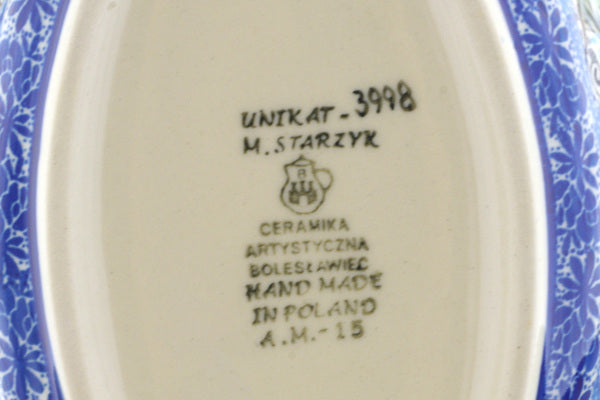 UNIKAT-3998
M. STARZYK
B
CERAMIKA
ARTYSTYCZNA
BOLESŁAWIEC
HAND MADE
IN POLAND
A.M.-15